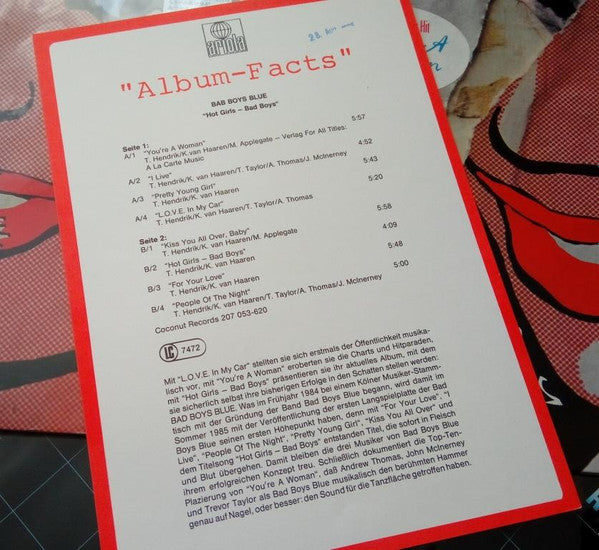 ariola
Hit
"Album-Facts"
BAB BOYS BLUE
"Hot Girls – Bad Boys"
Seite 1:
A/1 "You're A Woman" 5:57
T. Hendrik/K. van Haaren/M. Applegate – Verlag For All Titles:
A La Carte Music
A/2 "I Live" 4:52
T. Hendrik/K. van Haaren/T. Taylor/A. Thomas/J. McInerney
A/3 "Pretty Young Girl" 5:43
T. Hendrik/K. van Haaren
A/4 "L.O.V.E. In My Car" 5:20
T. Hendrik/K. van Haaren/T. Taylor/A. Thomas
Seite 2:
B/1 "Kiss You All Over, Baby" 5:58
T. Hendrik/K. van Haaren/M. Applegate
B/2 "Hot Girls – Bad Boys" 4:09
T. Hendrik/K. van Haaren
B/3 "For Your Love" 5:48
T. Hendrik/K. van Haaren
B/4 "People Of The Night" 5:00
T. Hendrik/K. van Haaren/T. Taylor/A. Thomas/J. McInerney
Coconut Records 207 053-620
LC 7472
Mit "L.O.V.E. In My Car" stellten sie sich erstmals der Öffentlichkeit musika-
lisch vor, mit "You're A Woman" eroberten sie die Charts und Hitparaden,
mit "Hot Girls – Bad Boys" präsentieren sie ihr aktuelles Album, mit dem
sie sicherlich selbst ihre bisherigen Erfolge in den Schatten stellen werden:
BAD BOYS BLUE. Was im Frühjahr 1984 bei einem Kölner Musiker-Stamm-
tisch mit der Gründung der Band Bad Boys Blue begann, wird damit im
Sommer 1985 mit der Veröffentlichung der ersten Langspielplatte der Bad
Boys Blue seinen ersten Höhepunkt haben, denn mit "For Your Love", "I
Live", "People Of The Night", "Pretty Young Girl", "Kiss You All Over" und
dem Titelsong "Hot Girls – Bad Boys" entstanden Titel, die sofort in Fleisch
und Blut übergehen. Damit bleiben die drei Musiker von Bad Boys Blue
ihrem erfolgreichen Konzept treu. Schließlich dokumentiert die Top-Ten-
Plazierung von "You're A Woman", daß Andrew Thomas, John McInerney
und Trevor Taylor als Bad Boys Blue musikalisch den berühmten Hammer
genau auf Nagel, oder besser: den Sound für die Tanzfläche getroffen haben.